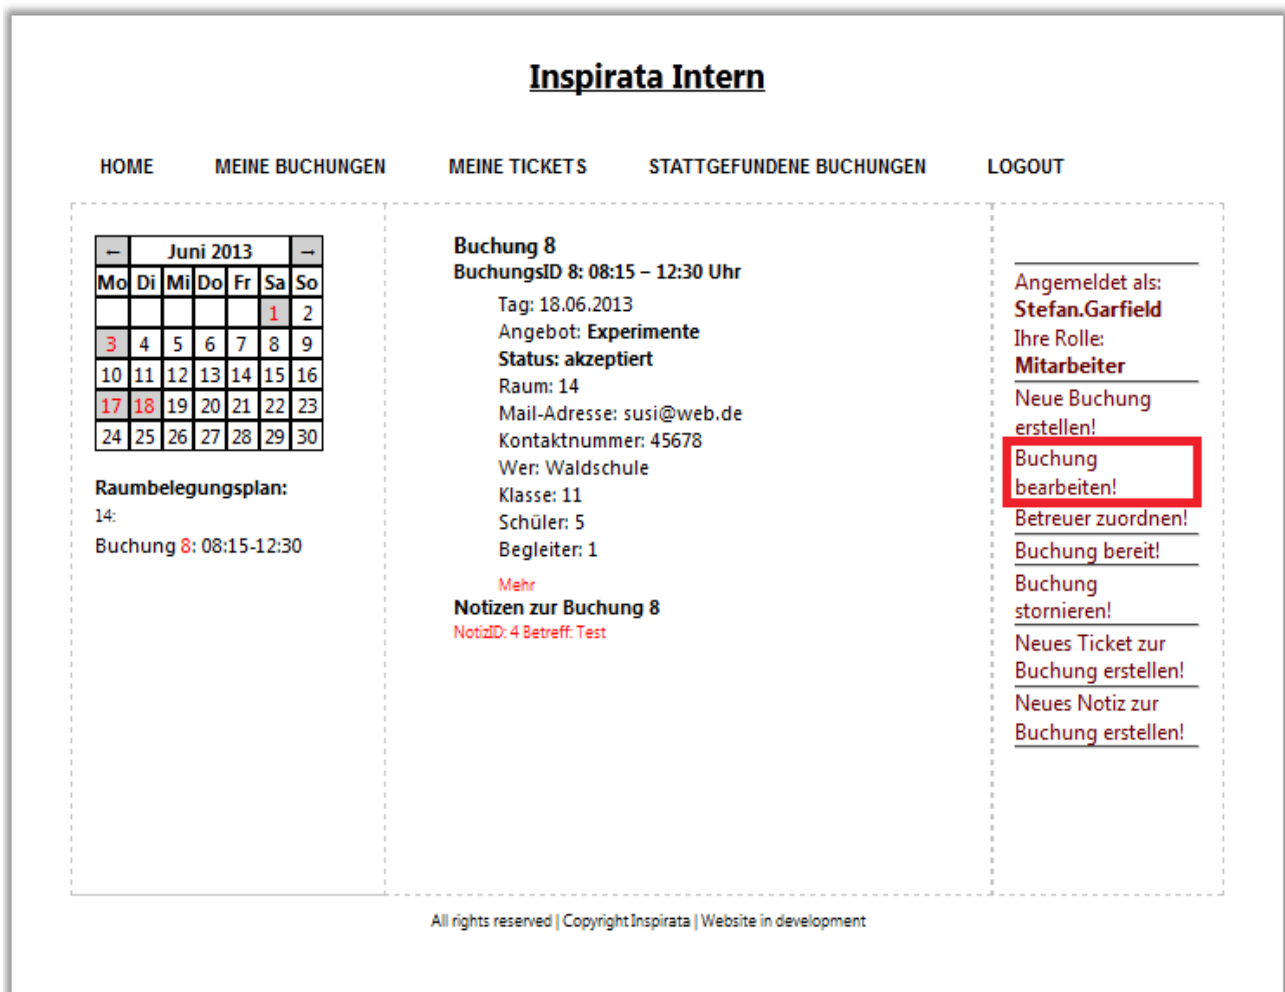 Inspirata Intern
HOME MEINE BUCHUNGEN MEINE TICKETS STATTGEFUNDENE BUCHUNGEN LOGOUT
← Juni 2013 →
Mo Di Mi Do Fr Sa So
1 2
3 4 5 6 7 8 9
10 11 12 13 14 15 16
17 18 19 20 21 22 23
24 25 26 27 28 29 30
Raumbelegungsplan:
14:
Buchung 8: 08:15-12:30
Buchung 8
BuchungsID 8: 08:15 – 12:30 Uhr
Tag: 18.06.2013
Angebot: Experimente
Status: akzeptiert
Raum: 14
Mail-Adresse: susi@web.de
Kontaktnummer: 45678
Wer: Waldschule
Klasse: 11
Schüler: 5
Begleiter: 1
Mehr
Notizen zur Buchung 8
NotizID: 4 Betreff: Test
Angemeldet als:
Stefan.Garfield
Ihre Rolle:
Mitarbeiter
Neue Buchung
erstellen!
Buchung
bearbeiten!
Betreuer zuordnen!
Buchung bereit!
Buchung
stornieren!
Neues Ticket zur
Buchung erstellen!
Neues Notiz zur
Buchung erstellen!
All rights reserved | Copyright Inspirata | Website in development